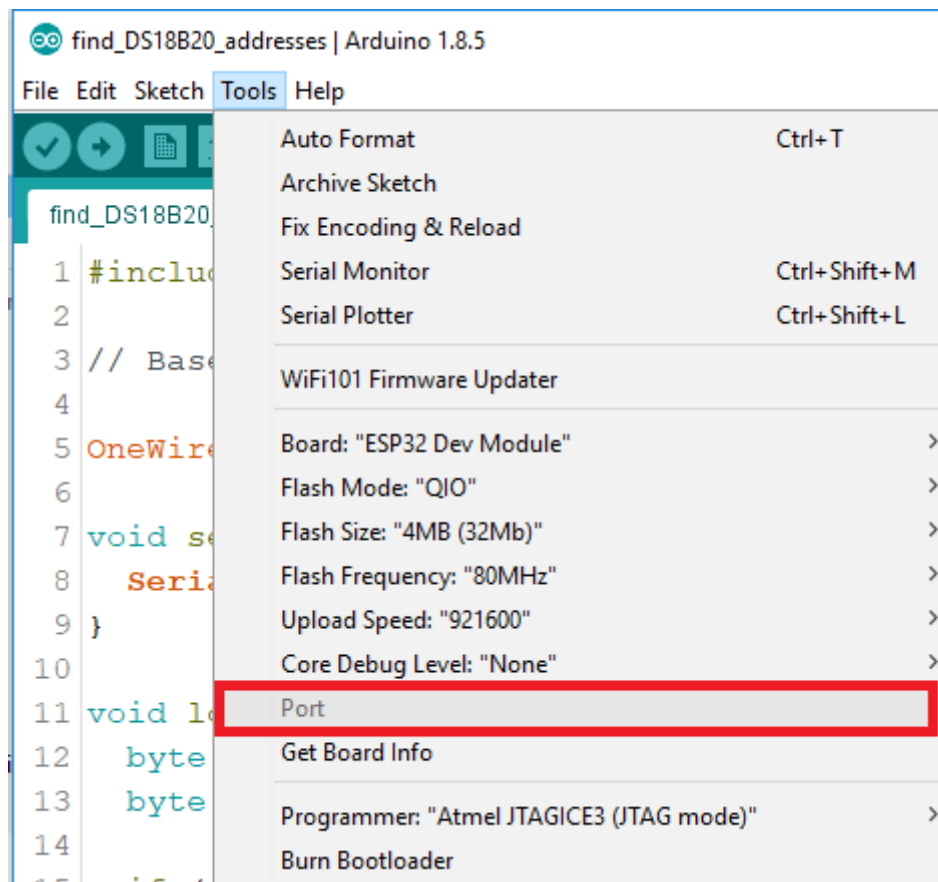 find_DS18B20_addresses | Arduino 1.8.5
File Edit Sketch Tools Help
Auto Format Ctrl+T
Archive Sketch
find_DS18B20_
Fix Encoding & Reload
1 #includ
Serial Monitor Ctrl+Shift+M
2
Serial Plotter Ctrl+Shift+L
3 // Base
WiFi101 Firmware Updater
4
5 OneWire
Board: "ESP32 Dev Module"
6
Flash Mode: "QIO"
7 void se
Flash Size: "4MB (32Mb)"
8 Seria
Flash Frequency: "80MHz"
9 }
Upload Speed: "921600"
10
Core Debug Level: "None"
11 void lo
Port
12 byte
Get Board Info
13 byte
Programmer: "Atmel JTAGICE3 (JTAG mode)"
14
Burn Bootloader